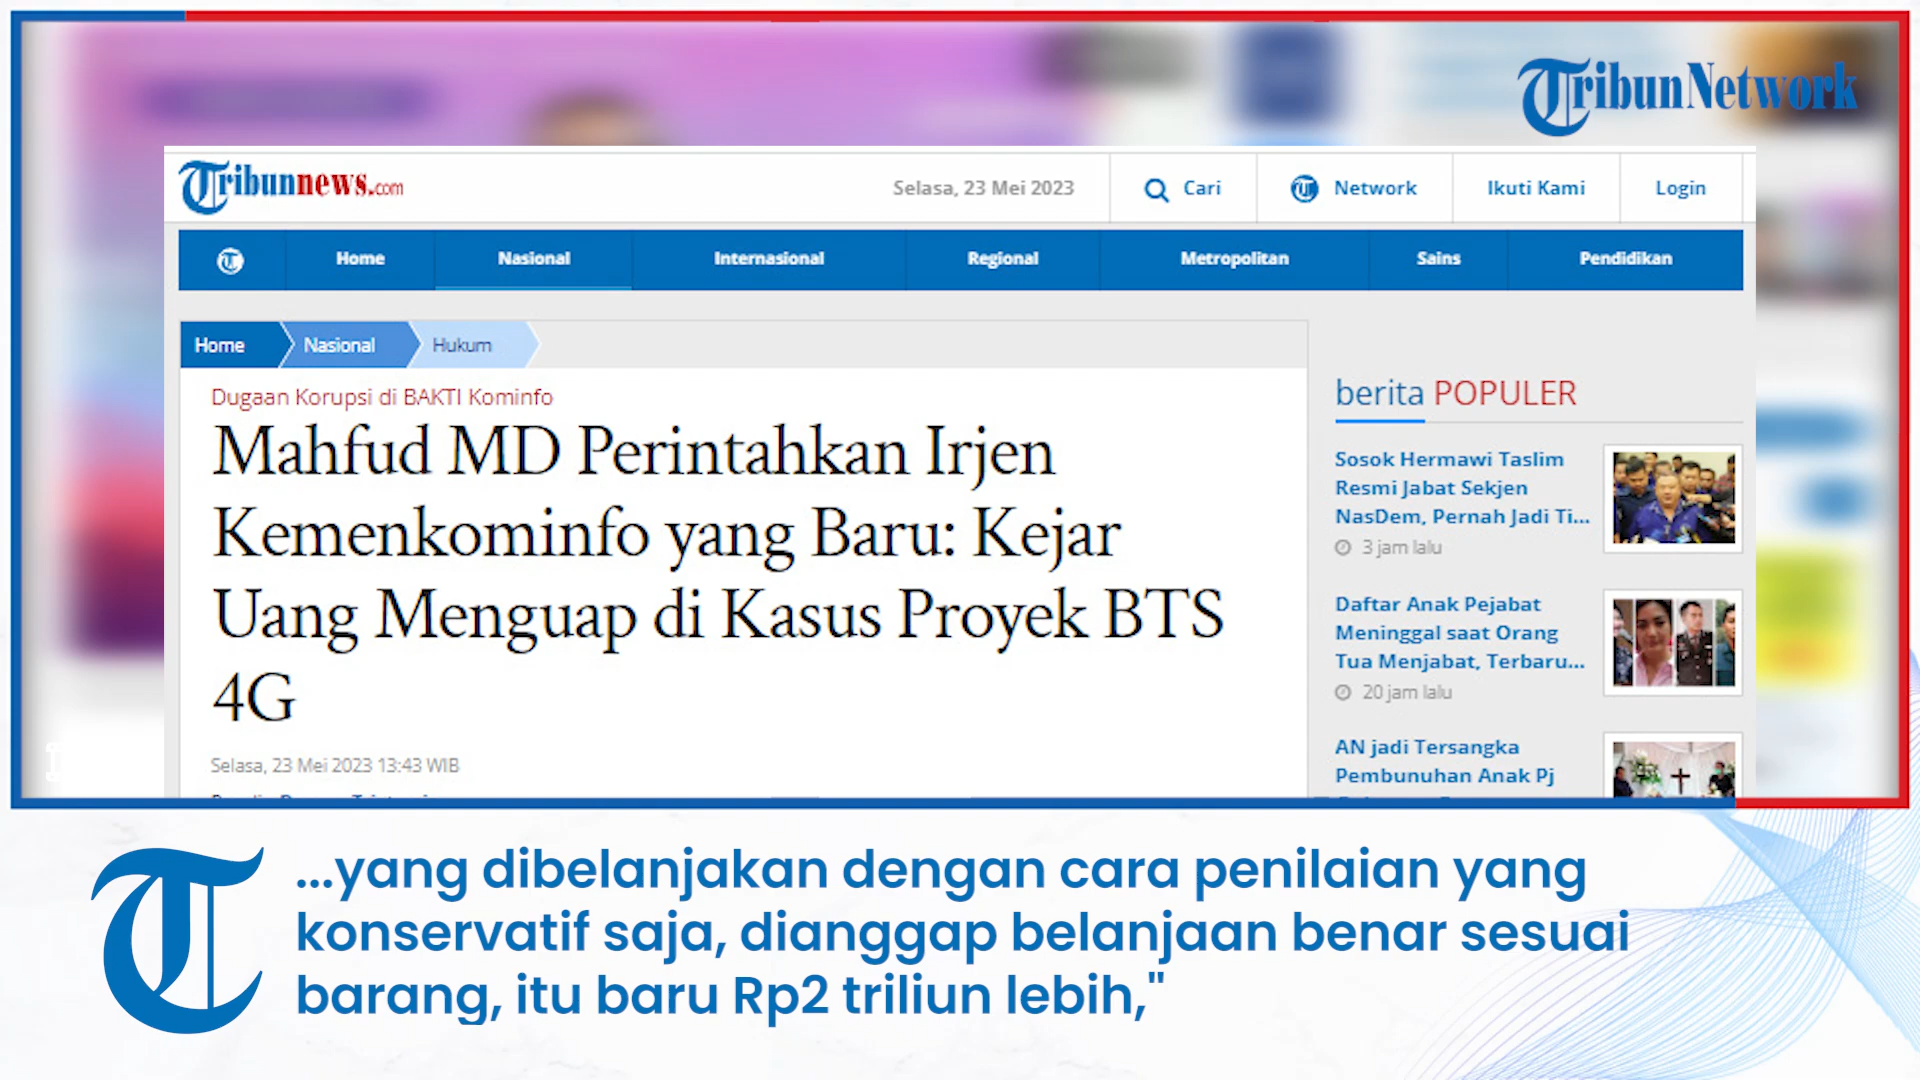 TribunNetwork
Tribunnews.com
Selasa, 23 Mei 2023
Cari
Network
Ikuti Kami
Login
Home
Nasional
Internasional
Regional
Metropolitan
Sains
Pendidikan
Home
Nasional
Hukum
Dugaan Korupsi di BAKTI Kominfo
Mahfud MD Perintahkan Irjen
Kemenkominfo yang Baru: Kejar
Uang Menguap di Kasus Proyek BTS
4G
Selasa, 23 Mei 2023 13:43 WIB
berita POPULER
Sosok Hermawi Taslim
Resmi Jabat Sekjen
NasDem, Pernah Jadi Ti...
3 jam lalu
Daftar Anak Pejabat
Meninggal saat Orang
Tua Menjabat, Terbaru...
20 jam lalu
AN jadi Tersangka
Pembunuhan Anak Pj
...yang dibelanjakan dengan cara penilaian yang
konservatif saja, dianggap belanjaan benar sesuai
barang, itu baru Rp2 triliun lebih,"